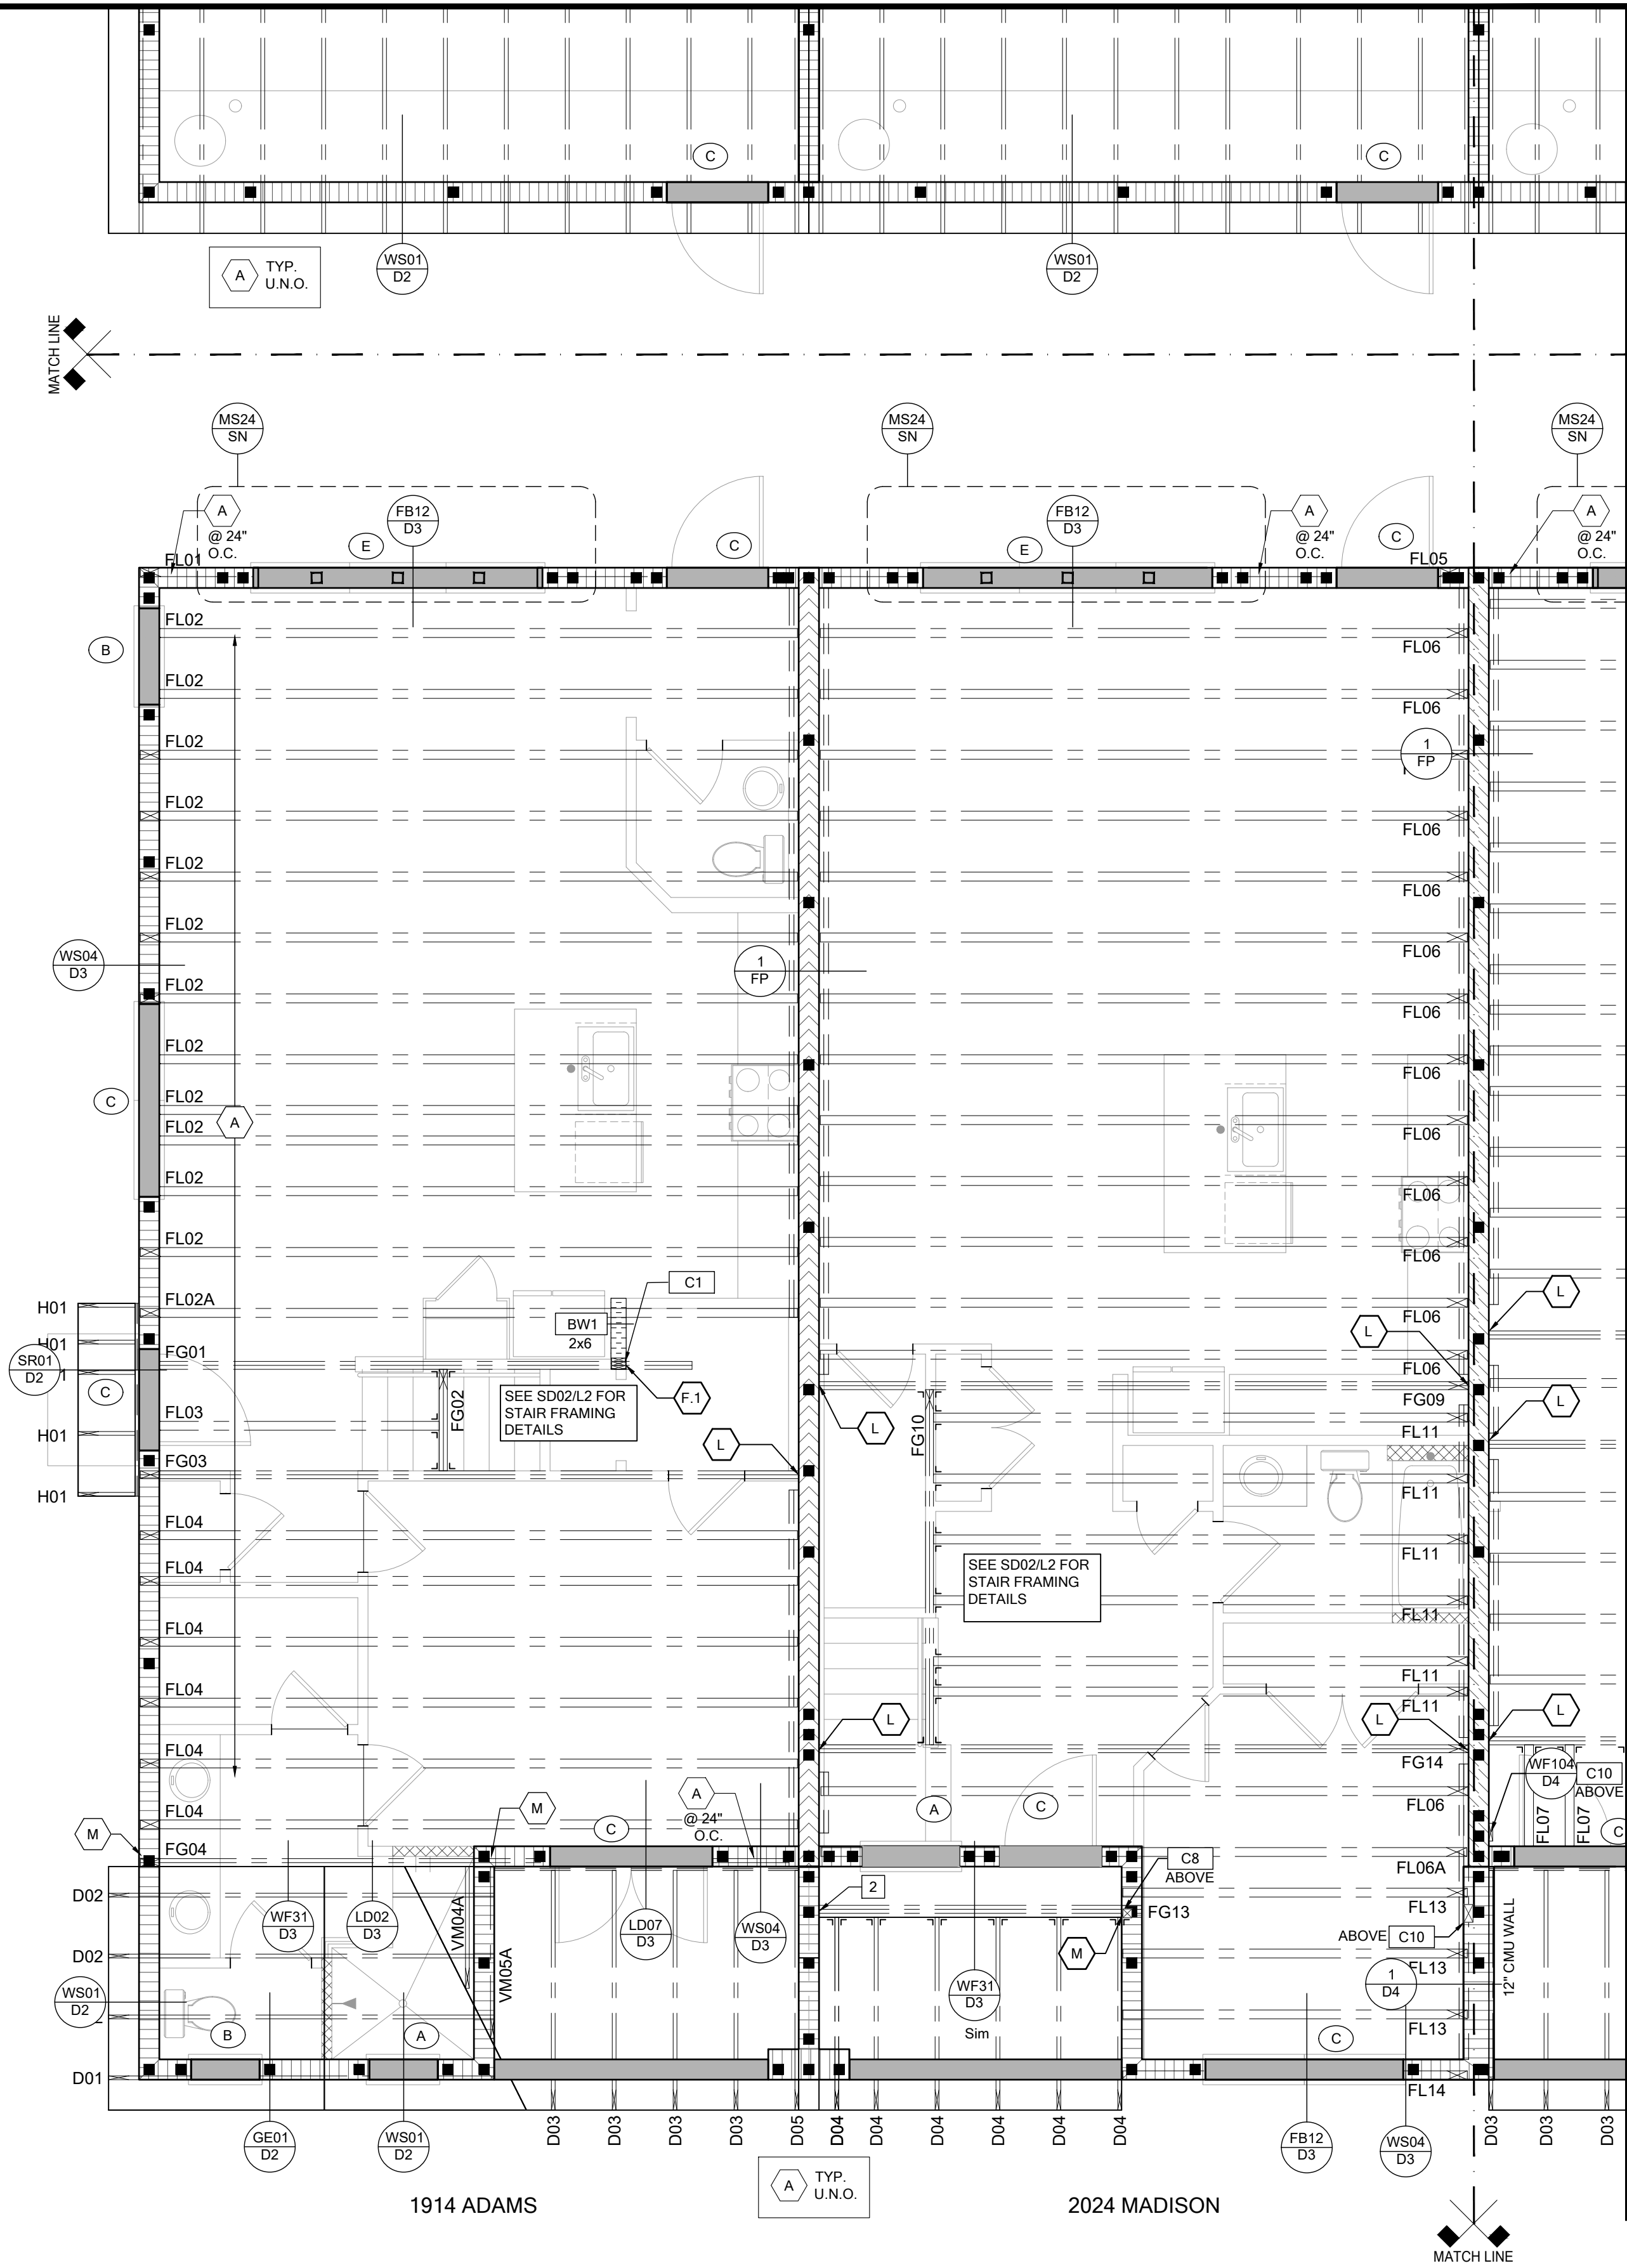 C
C
A
TYP.
U.N.O.
WS01
D2
WS01
D2
MATCH LINE
MS24
SN
MS24
SN
MS24
SN
A
@ 24"
O.C.
E
FB12
D3
C
E
FB12
D3
A
@ 24"
O.C.
C
A
@ 24"
O.C.
FL01
FL05
FL02
FL06
B
FL02
FL06
FL02
1
FP
FL02
FL06
FL02
FL06
FL02
FL06
WS04
D3
1
FP
FL02
FL06
FL02
FL06
C
FL02
A
FL02
FL06
FL02
FL06
FL02
FL06
C1
L
FL02A
H01
FL06
BW1
2x6
L
H01
FG01
FL06
SR01
D2
C
SEE SD02/L2 FOR
STAIR FRAMING
DETAILS
FG02
F.1
FG09
L
FL03
L
FG10
FL11
H01
L
FG03
H01
FL11
FL04
FL11
FL04
SEE SD02/L2 FOR
STAIR FRAMING
DETAILS
FL11
FL04
FL11
FL04
FL11
L
L
L
FL04
FG14
WF104
D4
C10
ABOVE
A
@ 24"
O.C.
M
A
C
FL06
FL04
C
FL07
FL07
C
M
FG04
FL06A
C8
ABOVE
D02
2
FG13
FL13
WF31
D3
LD02
D3
VM04A
LD07
D3
WS04
D3
ABOVE
C10
12" CMU WALL
D02
VM05A
M
FL13
1
D4
WS01
D2
WF31
D3
Sim
B
A
FL13
C
D01
FL14
D03
D03
D03
D03
D05
D04
D04
D04
D04
D04
D04
D03
D03
D03
GE01
D2
WS01
D2
FB12
D3
WS04
D3
A
TYP.
U.N.O.
1914 ADAMS
2024 MADISON
MATCH LINE